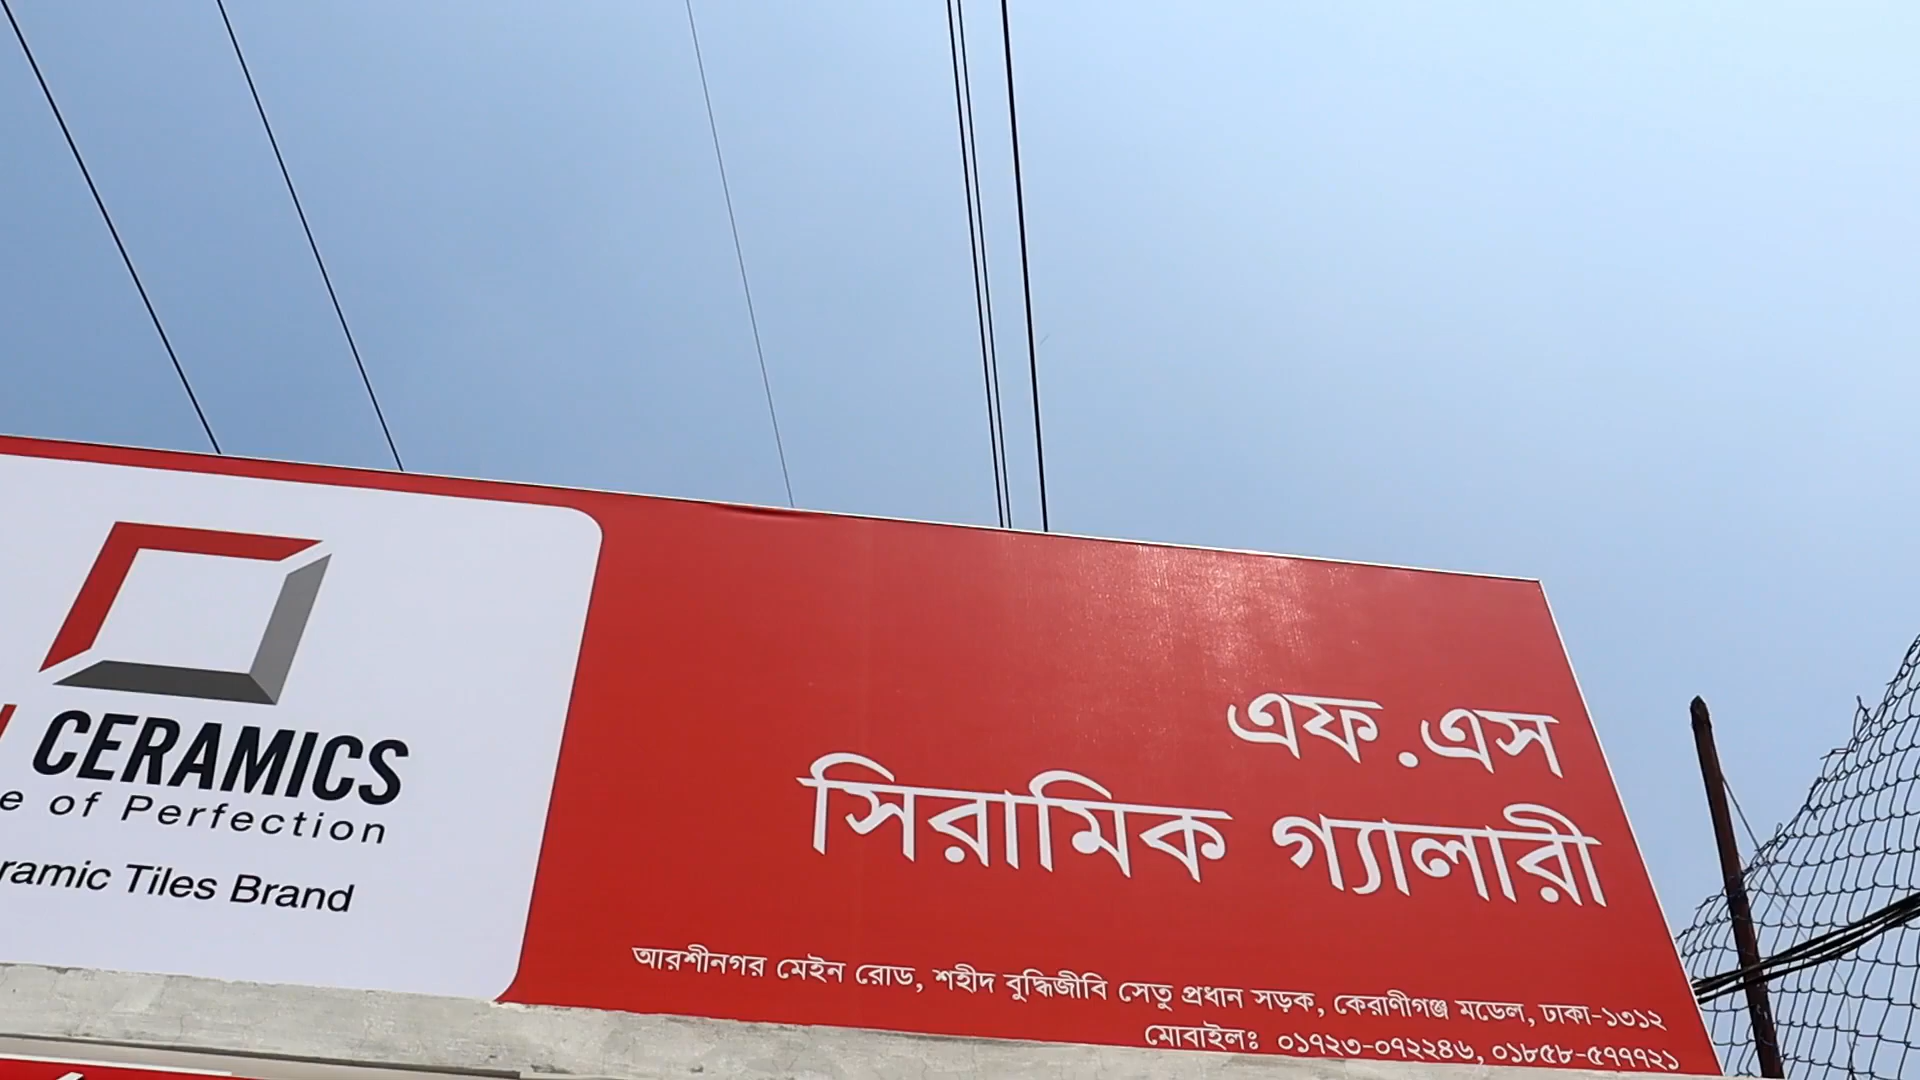 CERAMICS
of Perfection
Tiles Brand
এফ.এস
সিরামিক গ্যালারী
আরশীনগর মেইন রোড, শহীদ বুদ্ধিজীবি সেতু প্রধান সড়ক, কেরাণীগঞ্জ মডেল, ঢাকা-১৩১২
মোবাইলঃ ০১৭২৩-০৭২২৪৬, ০১৮৫৮-৫৭৭৭২১